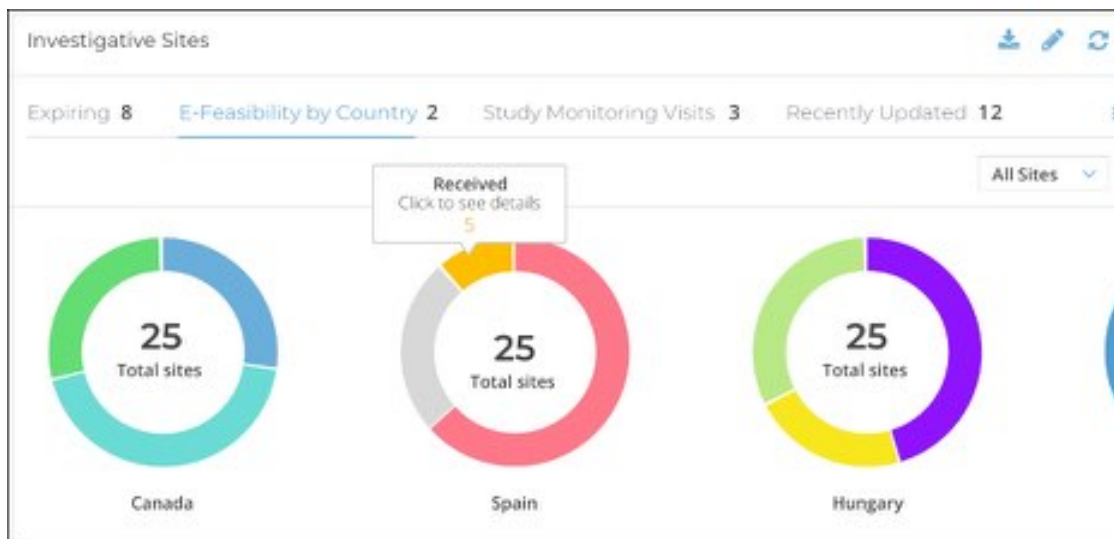 Investigative Sites
Expiring 8 E-Feasibility by Country 2 Study Monitoring Visits 3 Recently Updated 12
All Sites
Received
Click to see details
5
25
Total sites
25
Total sites
25
Total sites
Canada
Spain
Hungary